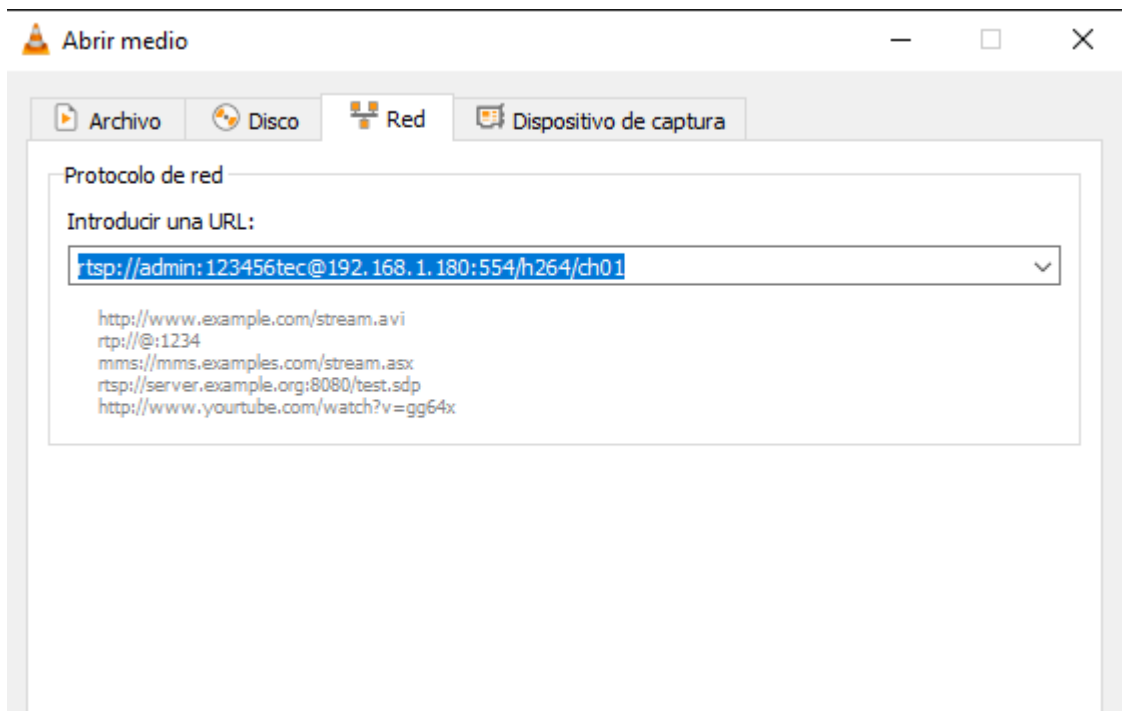 Abrir medio
Archivo
Disco
Red
Dispositivo de captura
Protocolo de red
Introducir una URL:
rtsp://admin:123456tec@192.168.1.180:554/h264/ch01
http://www.example.com/stream.avi
rtp://@:1234
mms://mms.examples.com/stream.asx
rtsp://server.example.org:8080/test.sdp
http://www.yourtube.com/watch?v=gg64x